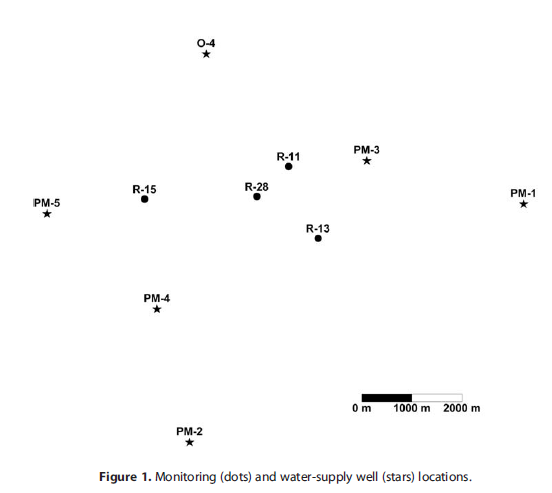 O-4
R-11
PM-3
R-15
R-28
PM-1
PM-5
R-13
PM-4
0 m 1000 m 2000 m
PM-2
Figure 1. Monitoring (dots) and water-supply well (stars) locations.